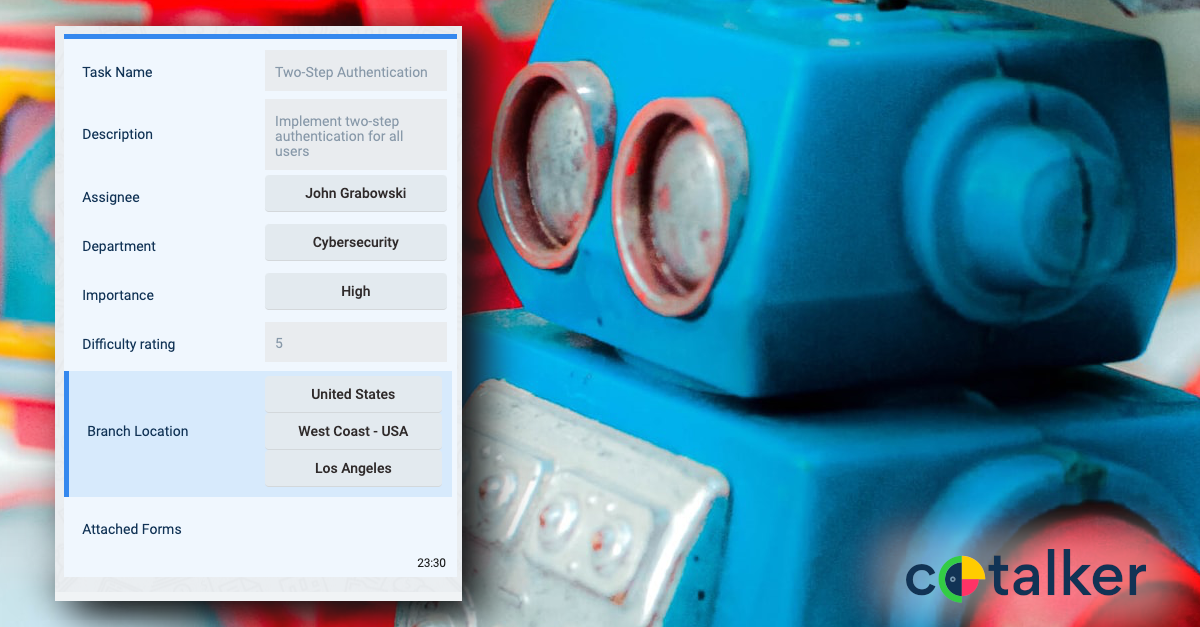 Task Name
Two-Step Authentication
Description
Implement two-step
authentication for all
users
Assignee
John Grabowski
Department
Cybersecurity
Importance
High
Difficulty rating
5
Branch Location
United States
West Coast - USA
Los Angeles
Attached Forms
23:30
cotalker